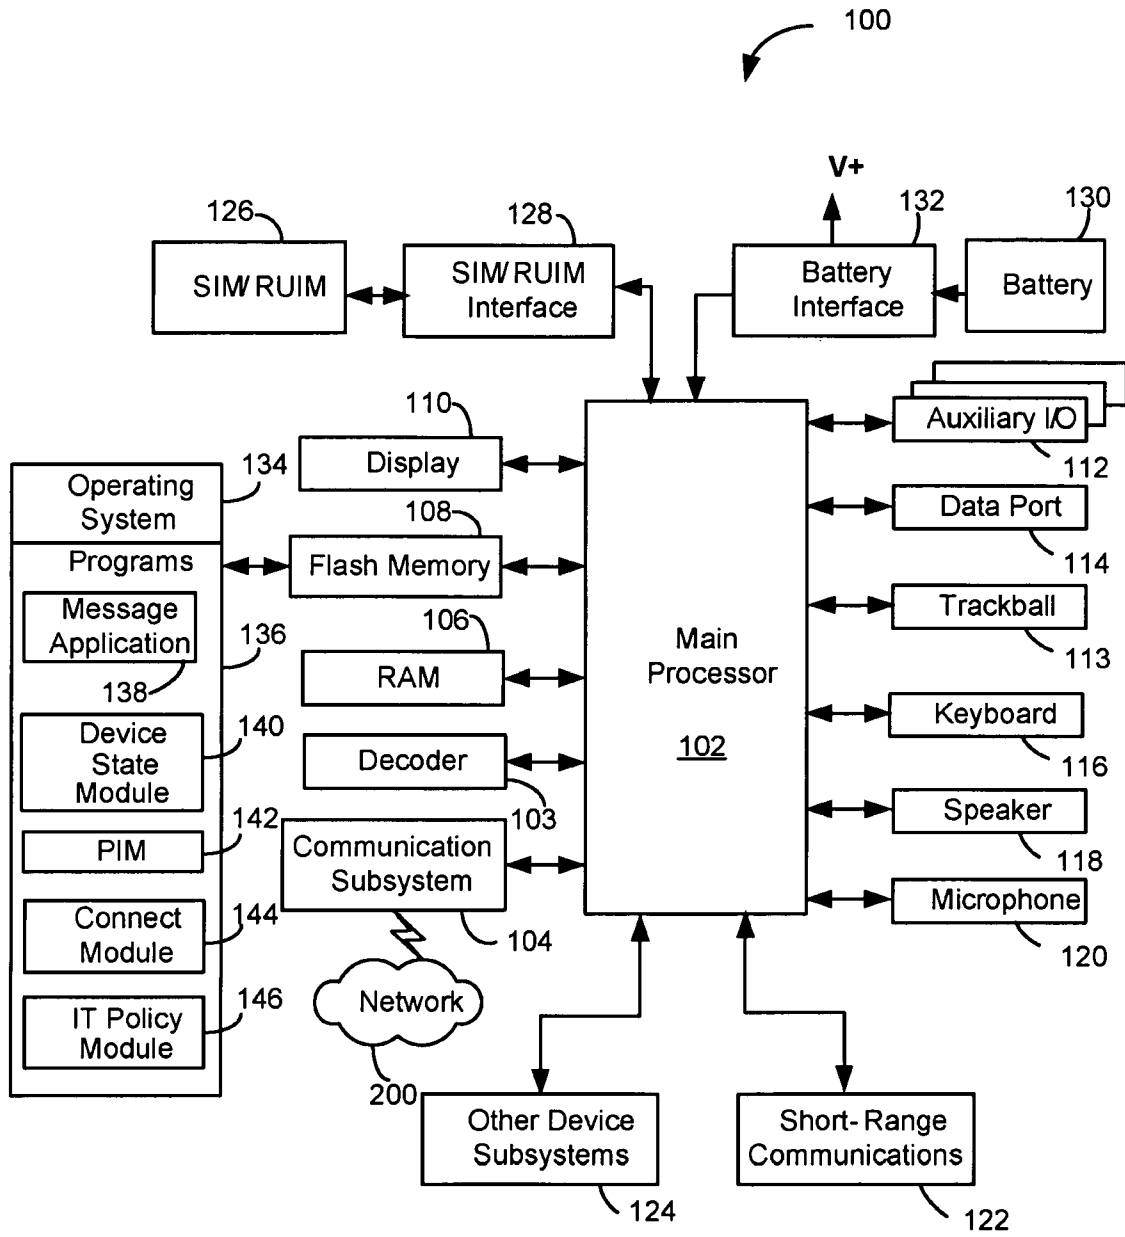 100
V+
126
128
132
130
SIM/RUIM
SIM/RUIM
Interface
Battery
Interface
Battery
110
Display
Auxiliary I/O
112
134
Operating
System
108
Flash Memory
Data Port
114
Programs
Message
Application
138
136
106
RAM
Main
Processor
102
Trackball
113
140
Device
State
Module
Decoder
103
Keyboard
116
142
PIM
Communication
Subsystem
104
Speaker
118
144
Connect
Module
Microphone
120
146
IT Policy
Module
Network
200
Other Device
Subsystems
124
Short-Range
Communications
122